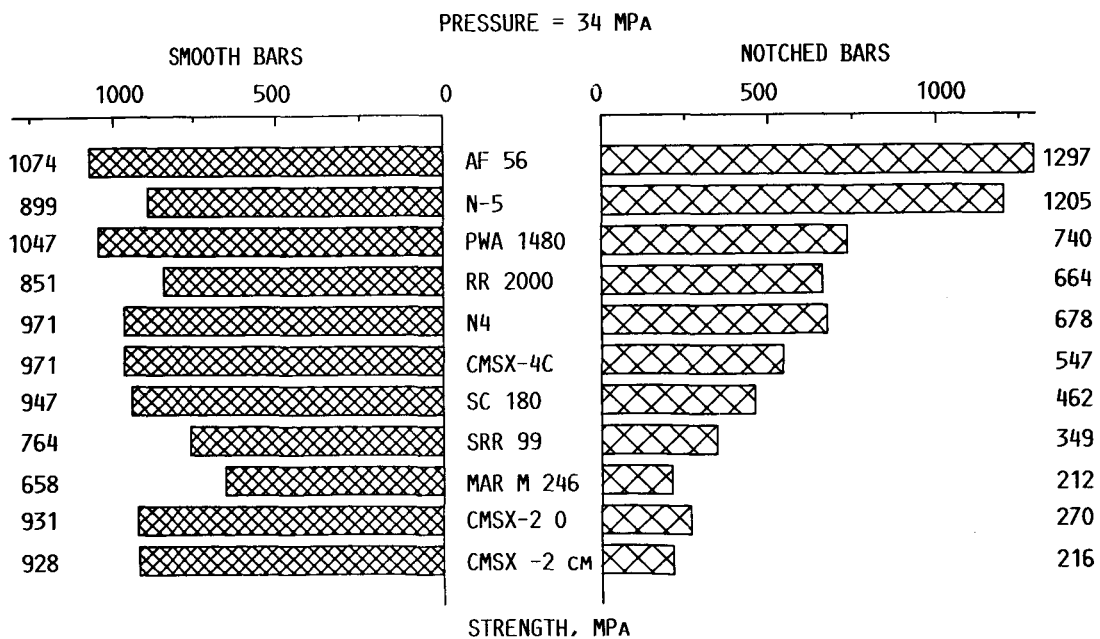 PRESSURE = 34 MPA
SMOOTH BARS NOTCHED BARS
1000 500 0 0 500 1000
1074 AF 56 1297
899 N-5 1205
1047 PWA 1480 740
851 RR 2000 664
971 N4 678
971 CMSX-4C 547
947 SC 180 462
764 SRR 99 349
658 MAR M 246 212
931 CMSX-2 O 270
928 CMSX -2 CM 216
STRENGTH, MPA